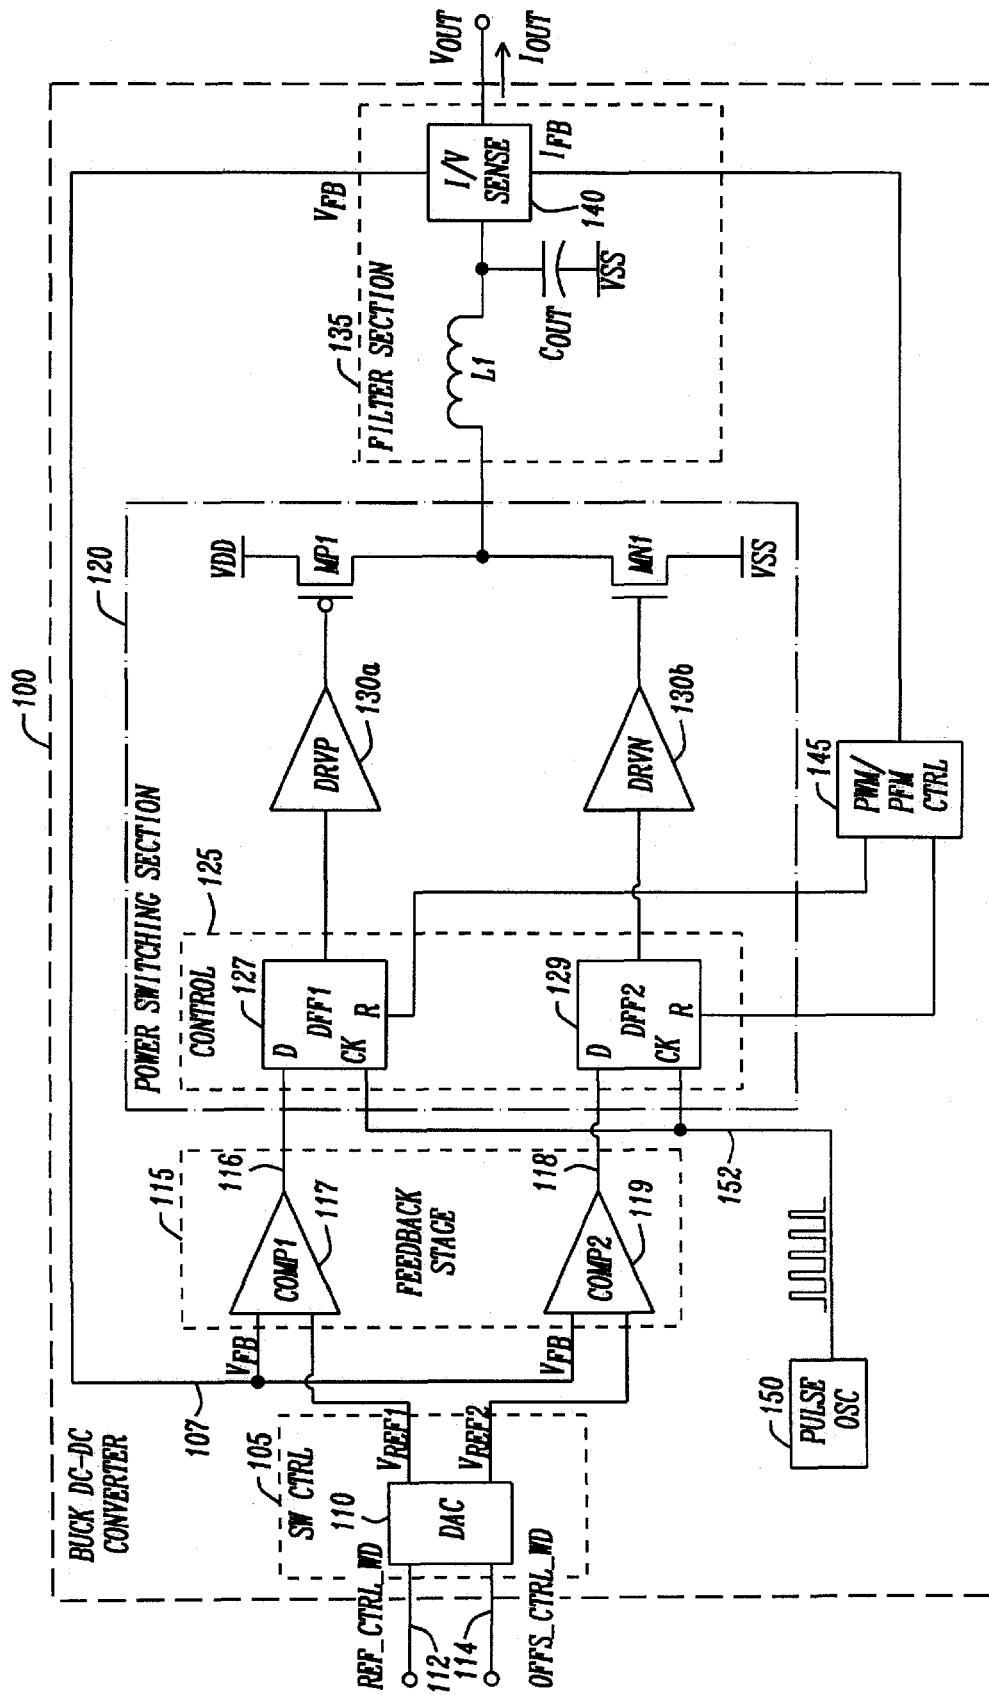 100
BUCK DC-DC
CONVERTER
107
REF_CTRL_WD
112
114
OFFS_CTRL_WD
105
SW CTRL
110
DAC
VREF1
VREF2
115
VFB
COMP1
116
117
FEEDBACK
STAGE
VFB
COMP2
118
119
120
POWER SWITCHING SECTION
125
CONTROL
127
D
DFF1
CK
R
129
D
DFF2
CK
R
152
150
PULSE
OSC
DRVP
130a
DRVN
130b
VDD
MP1
MN1
VSS
145
PWM/
PFM
CTRL
135
FILTER SECTION
L1
COUT
VSS
VFB
I/V
SENSE
IFB
140
VOUT
IOUT